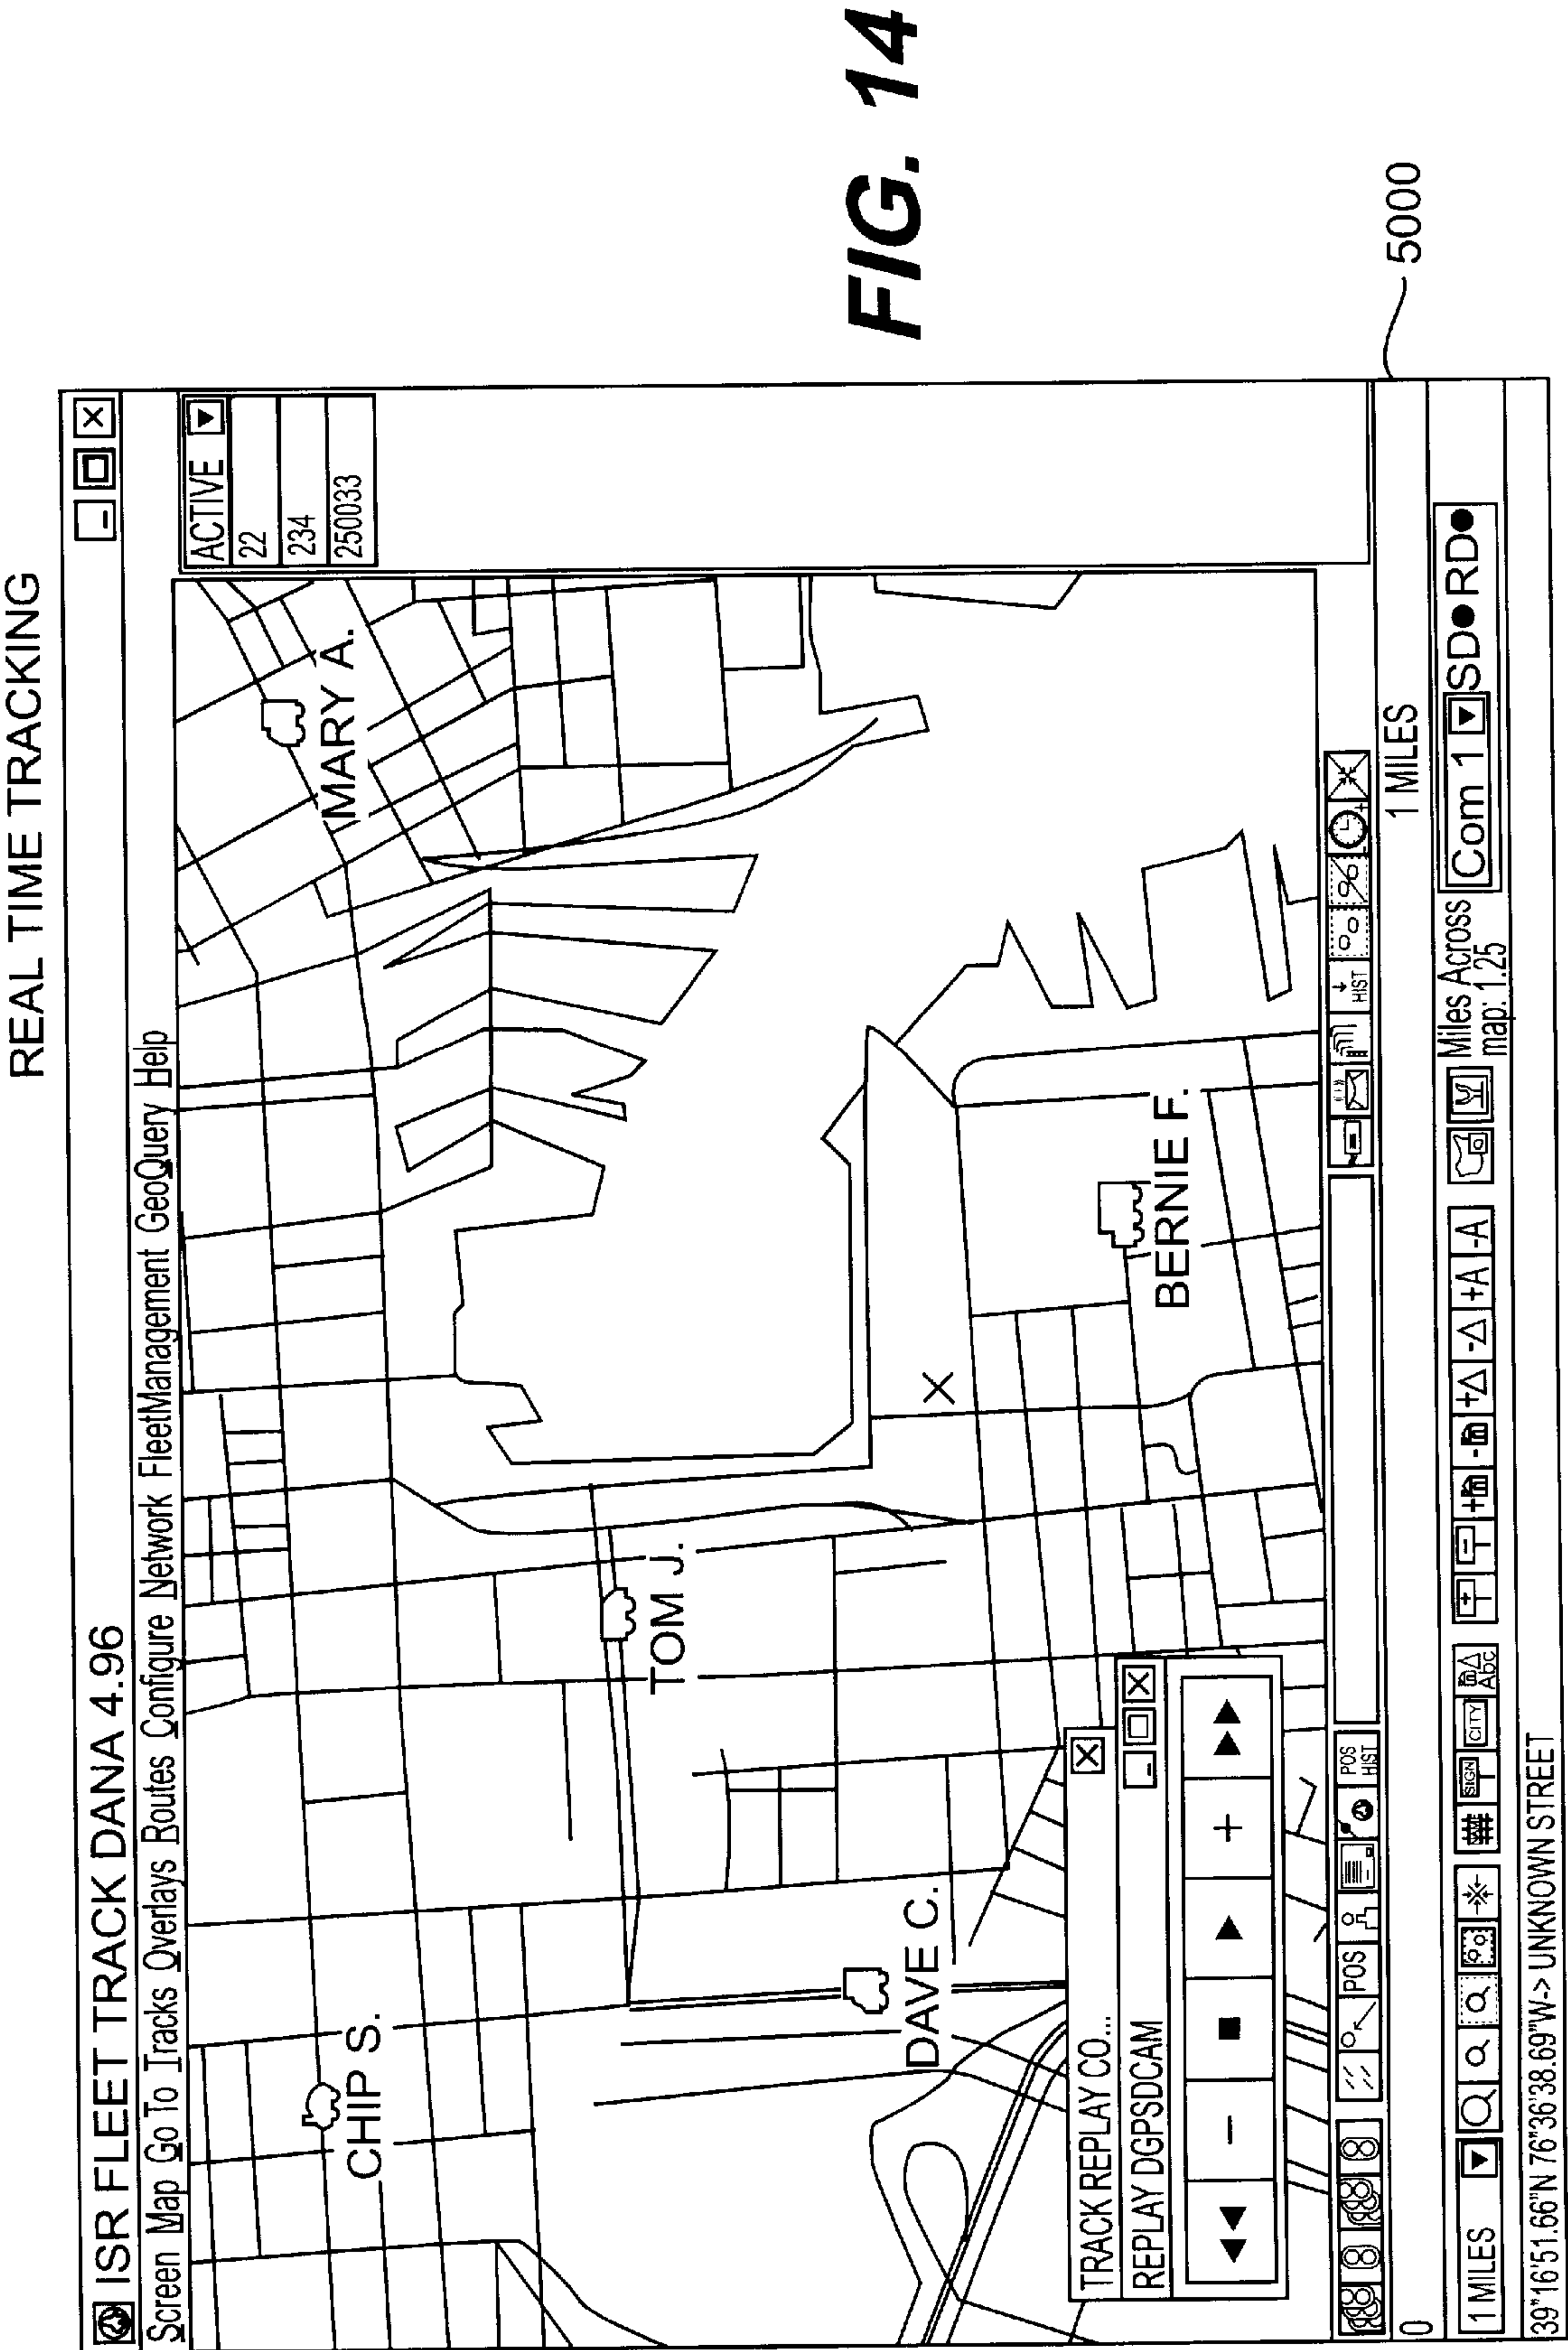 REAL TIME TRACKING
ISR FLEET TRACK DANA 4.96
Screen Map Go To Tracks Overlays Routes Configure Network FleetManagement GeoQuery Help
ACTIVE
22
234
250033
CHIP S.
TOM J.
MARY A.
DAVE C.
BERNIE F.
TRACK REPLAY CO...
REPLAY DGPSDCAM
POS
POS HIST
HIST
0
1 MILES
1 MILES
SIGN
CITY
Abc
+A
-A
Miles Across
map: 1.25
Com 1
SD
RD
39°16'51.66"N 76°36'38.69"W-> UNKNOWN STREET
5000
FIG. 14